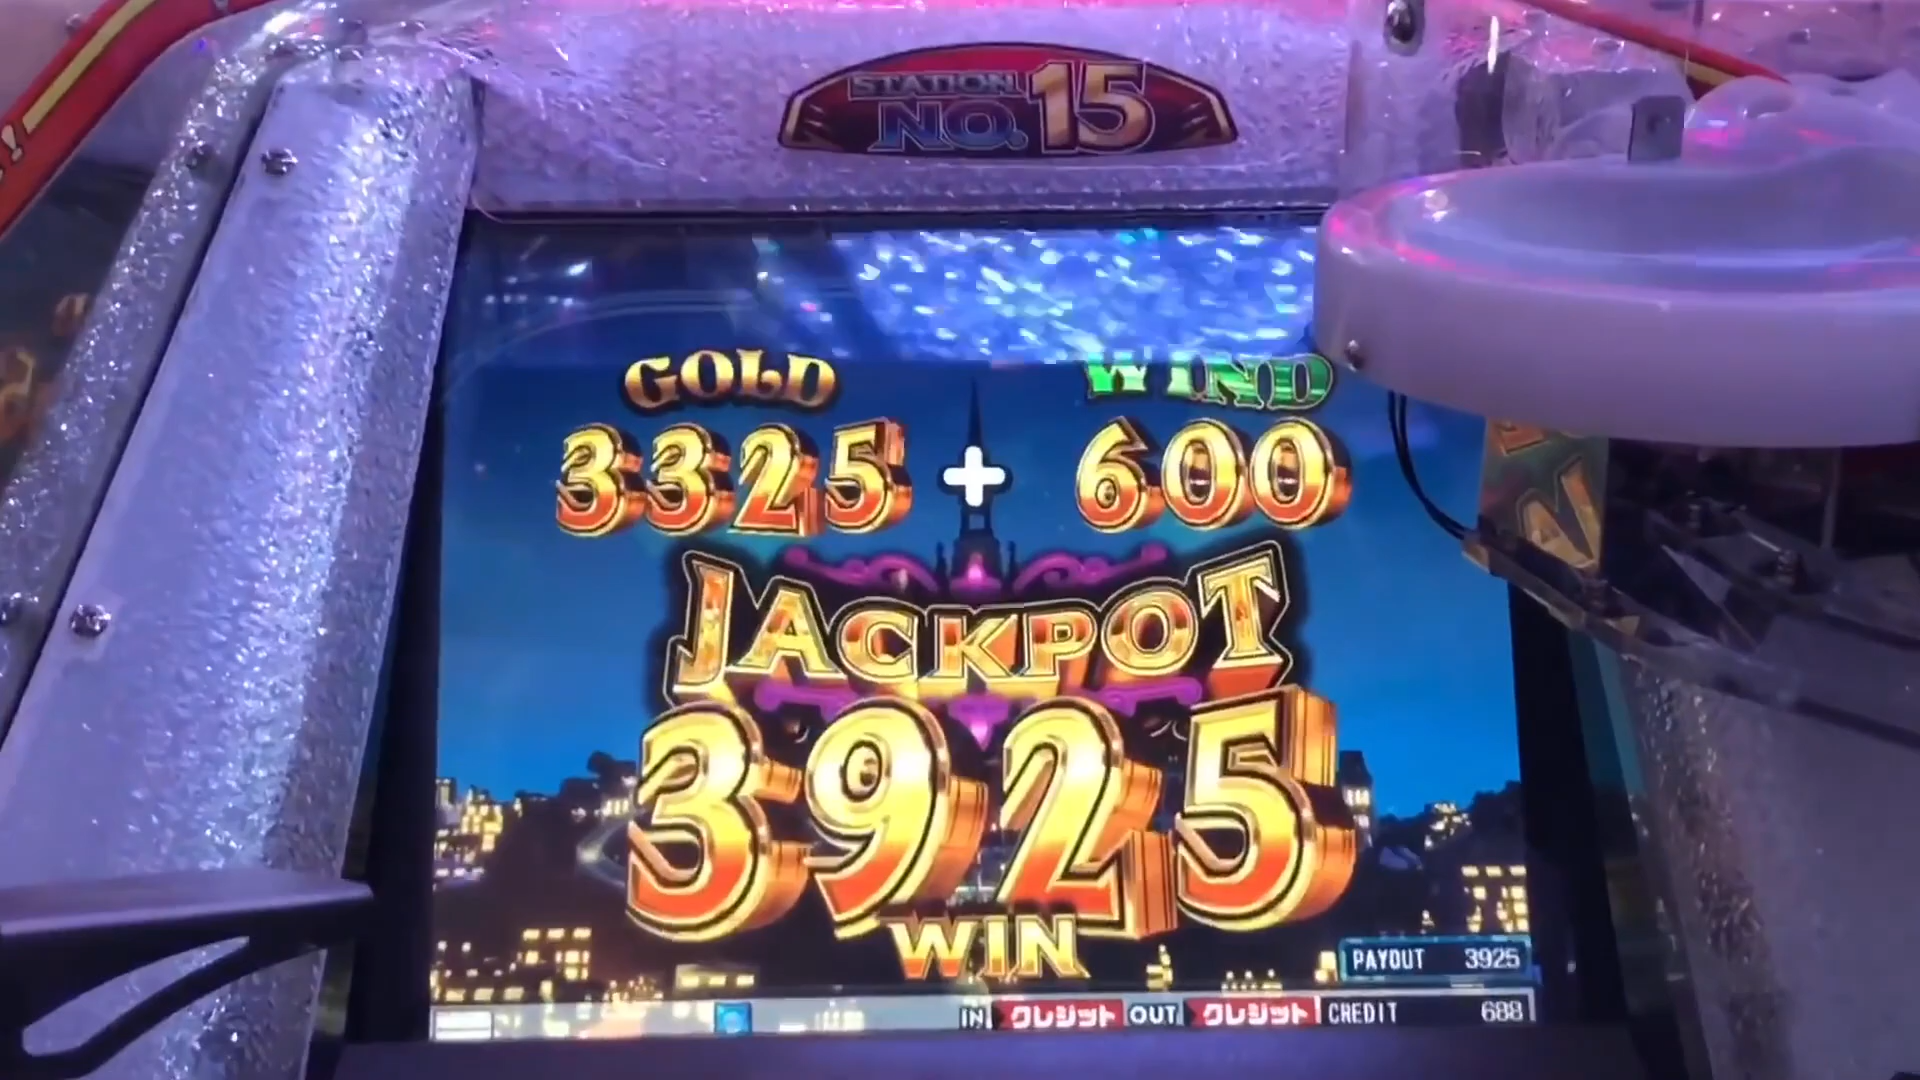 STATION
NO. 15
GOLD
WIND
3325 + 600
JACKPOT
3925
WIN
PAYOUT 3925
IN クレジット OUT クレジット CREDIT 688